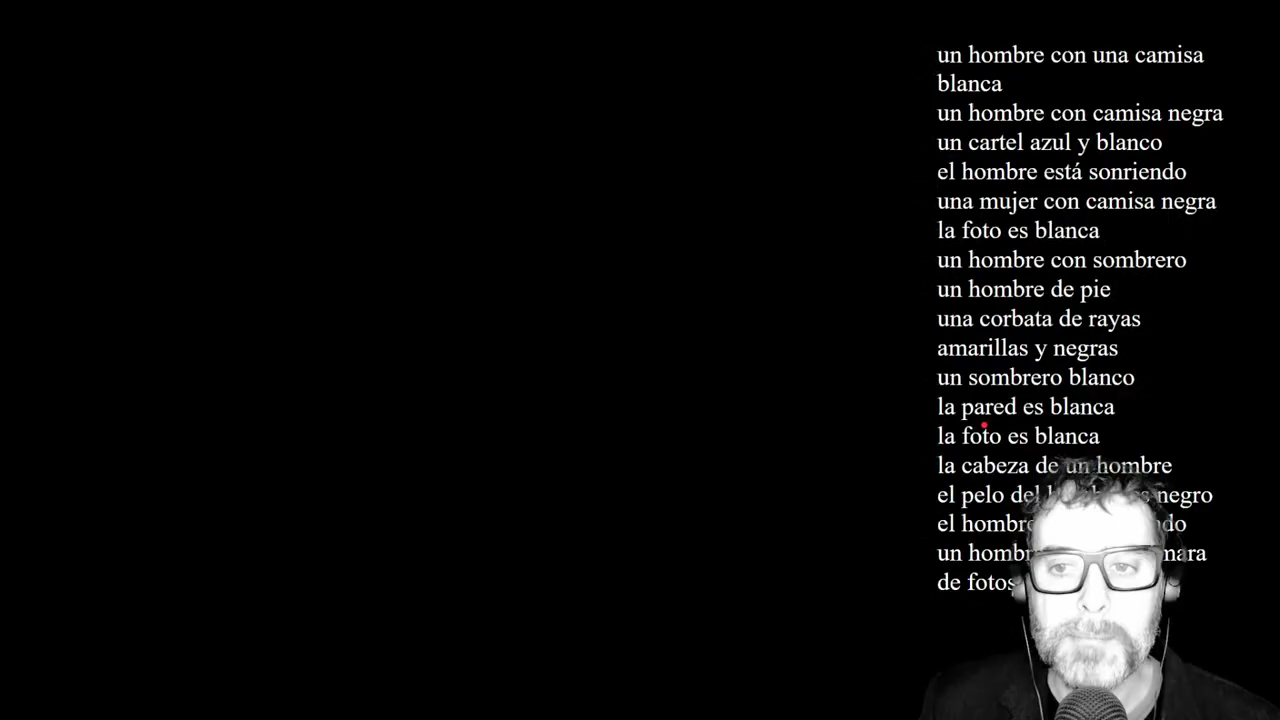 un hombre con una camisa
blanca
un hombre con camisa negra
un cartel azul y blanco
el hombre está sonriendo
una mujer con camisa negra
la foto es blanca
un hombre con sombrero
un hombre de pie
una corbata de rayas
amarillas y negras
un sombrero blanco
la pared es blanca
la foto es blanca
la cabeza de un hombre
el pelo del hombre es negro
el hombre
un
de fotos